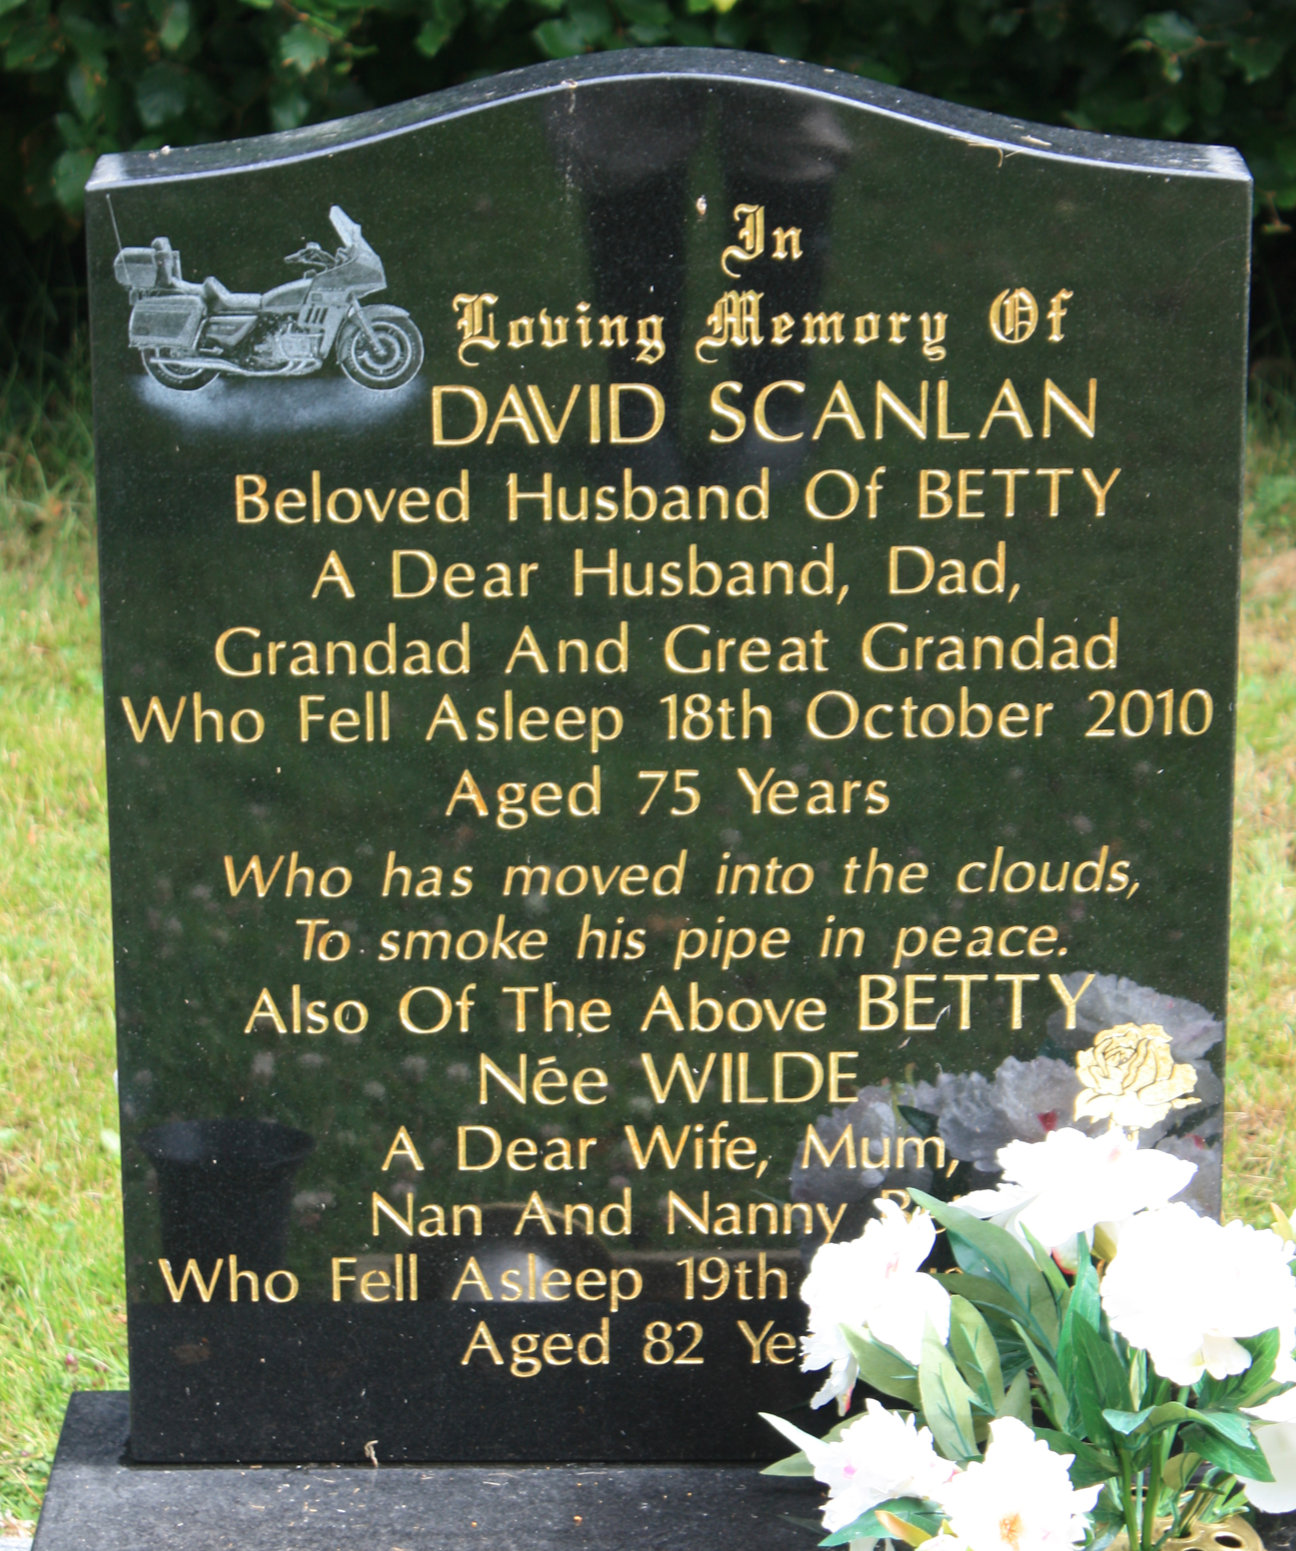 In
Loving Memory Of
DAVID SCANLAN
Beloved Husband Of BETTY
A Dear Husband, Dad,
Grandad And Great Grandad
Who Fell Asleep 18th October 2010
Aged 75 Years
Who has moved into the clouds,
To smoke his pipe in peace.
Also Of The Above BETTY
Née WILDE
A Dear Wife, Mum,
Nan And Nanny
Who Fell Asleep 19th
Aged 82